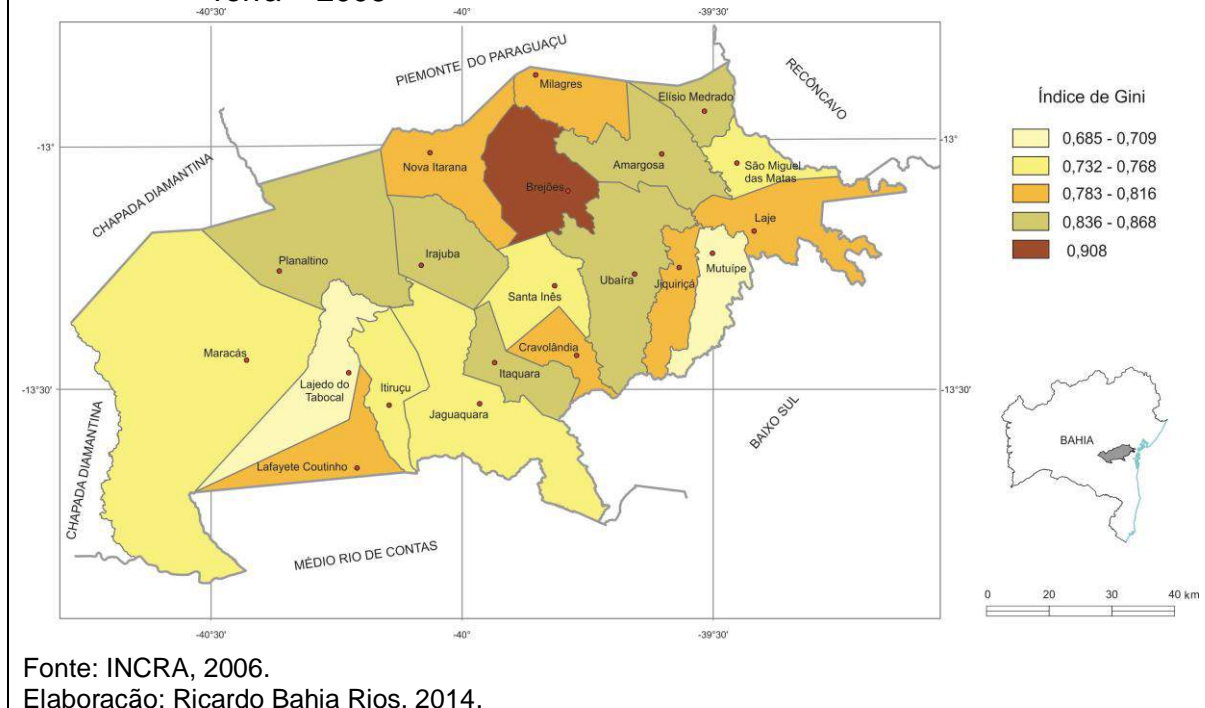 -40°30'
-40°
-39°30'
PIEMONTE DO PARAGUAÇU
RECÔNCAVO
Milagres
Elísio Medrado
Índice de Gini
0,685 - 0,709
0,732 - 0,768
0,783 - 0,816
0,836 - 0,868
0,908
-13°
-13°
CHAPADA DIAMANTINA
Nova Itarana
Amargosa
São Miguel
das Matas
Brejões
Laje
Planaltino
Irajuba
Ubaíra
Jiquiriçá
Mutuípe
Santa Inês
Maracás
Cravolândia
Lajedo do
Tabocal
Itiruçu
Itaquara
Jaguaquara
-13°30'
-13°30'
BAIXO SUL
BAHIA
Lafayete Coutinho
CHAPADA DIAMANTINA
MÉDIO RIO DE CONTAS
0 20 30 40 km
-40°30'
-40°
-39°30'
Fonte: INCRA, 2006.
Elaboração: Ricardo Bahia Rios, 2014.